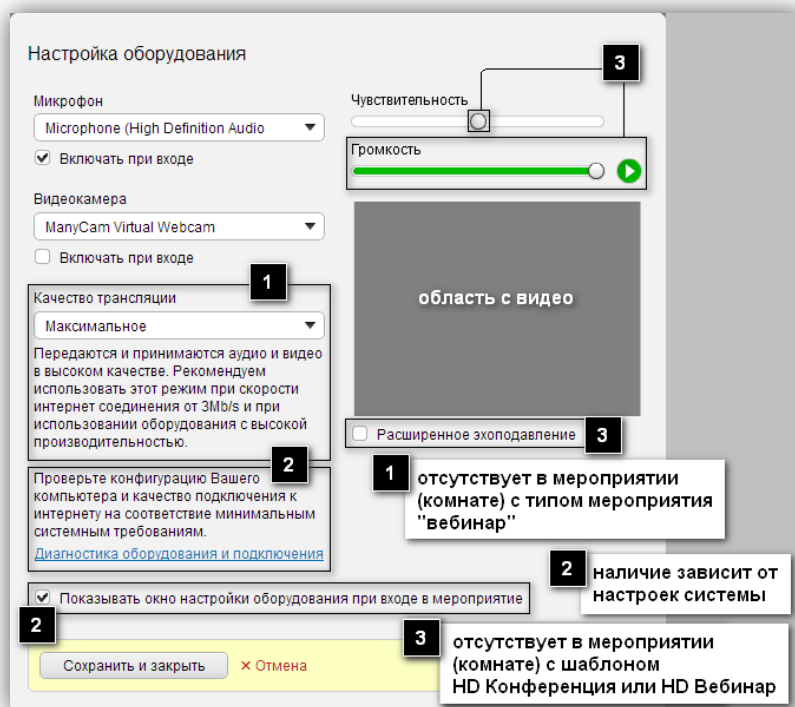 Настройка оборудования
3
Микрофон
Microphone (High Definition Audio
Включать при входе
Чувствительность
Громкость
Видеокамера
ManyCam Virtual Webcam
Включать при входе
1
Качество трансляции
Максимальное
Передаются и принимаются аудио и видео
в высоком качестве. Рекомендуем
использовать этот режим при скорости
интернет соединения от 3Mb/s и при
использовании оборудования с высокой
производительностью.
область с видео
Расширенное эхоподавление
3
2
Проверьте конфигурацию Вашего
компьютера и качество подключения к
интернету на соответствие минимальным
системным требованиям.
Диагностика оборудования и подключения
1
отсутствует в мероприятии
(комнате) с типом мероприятия
"вебинар"
2
наличие зависит от
настроек системы
Показывать окно настройки оборудования при входе в мероприятие
2
3
отсутствует в мероприятии
(комнате) с шаблоном
HD Конференция или HD Вебинар
Сохранить и закрыть
× Отмена